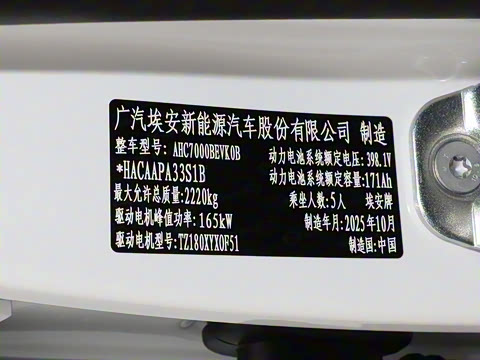 广汽埃安新能源汽车股份有限公司 制造
整车型号: AHC7000BEVK0B 动力电池系统额定电压: 398.1V
*HACAAPA33S1B 动力电池系统额定容量: 171Ah
最大允许总质量: 2220kg 乘坐人数: 5人 埃安牌
驱动电机峰值功率: 165kW 制造年月: 2025年10月
驱动电机型号: TZ180XYX0F51 制造国: 中国